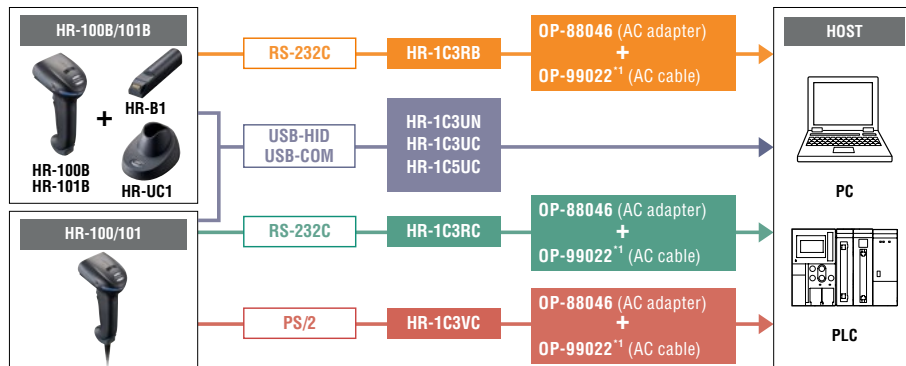 HR-100B/101B
HR-B1
+
HR-100B
HR-101B
HR-UC1
HR-100/101
RS-232C
HR-1C3RB
OP-88046 (AC adapter)
+
OP-99022*1 (AC cable)
USB-HID
USB-COM
HR-1C3UN
HR-1C3UC
HR-1C5UC
RS-232C
HR-1C3RC
OP-88046 (AC adapter)
+
OP-99022*1 (AC cable)
PS/2
HR-1C3VC
OP-88046 (AC adapter)
+
OP-99022*1 (AC cable)
HOST
PC
PLC